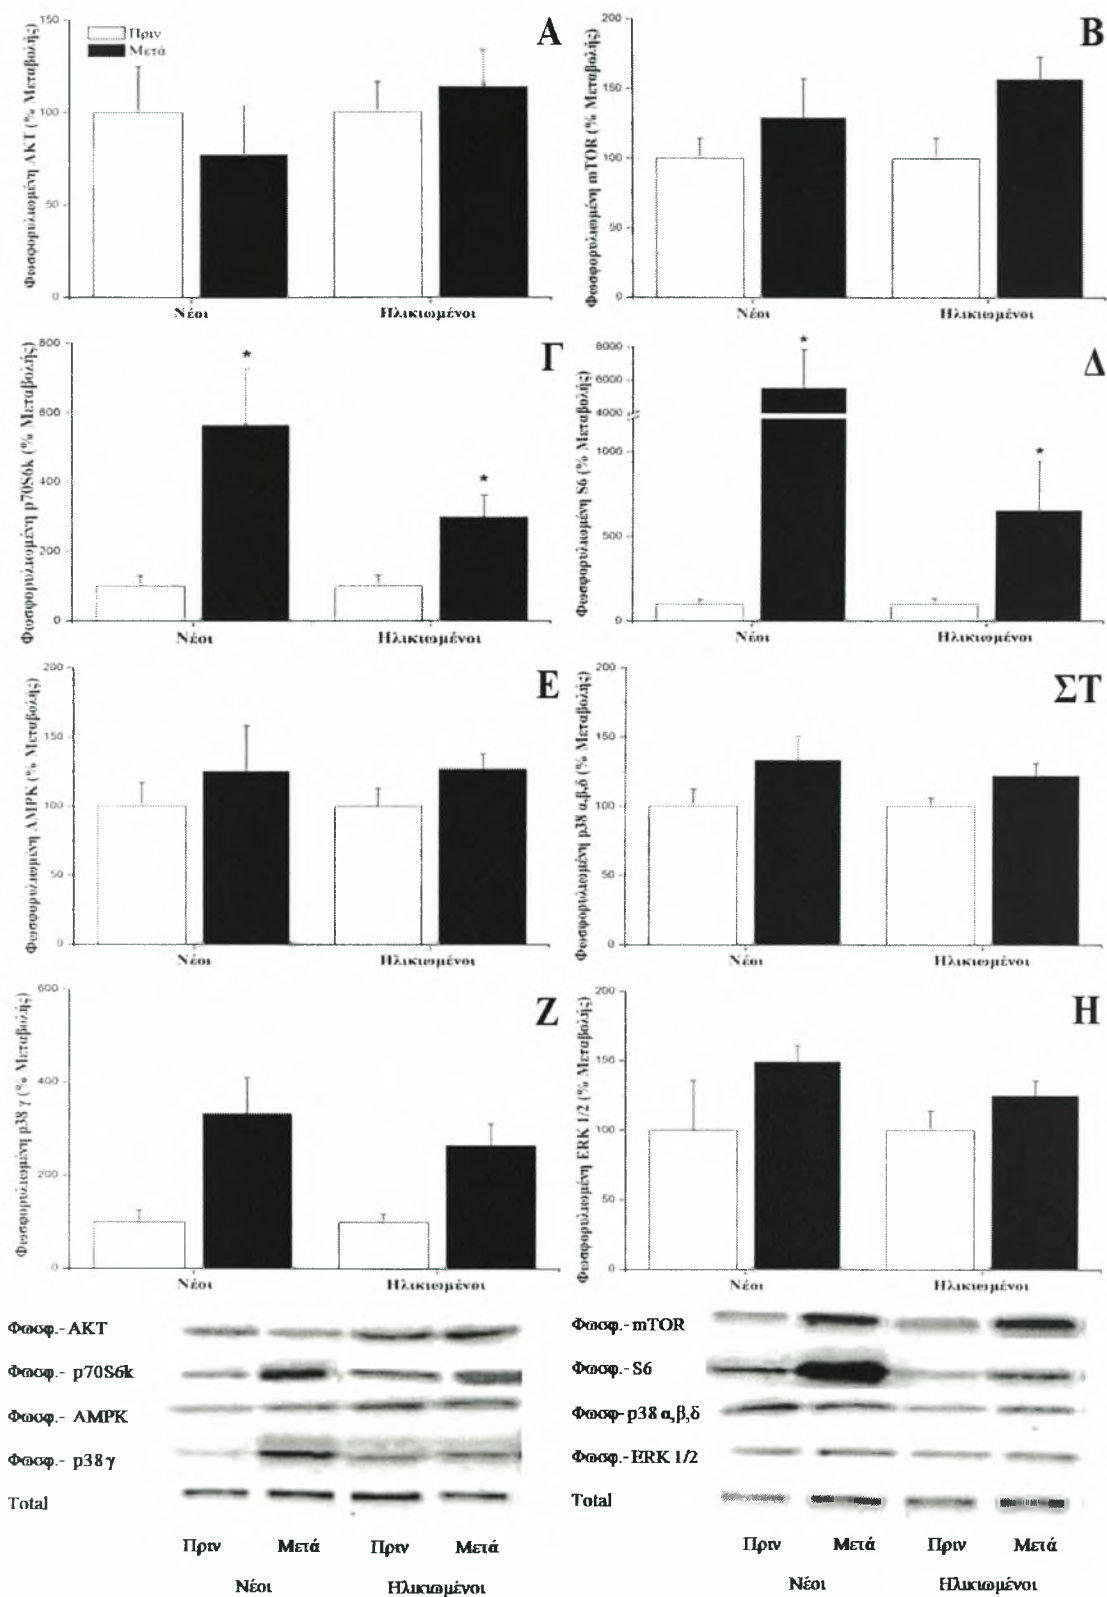 Φωσφορυλιωμένη ΑΚΤ (% Μεταβολής)
150
100
50
0
Πριν
Μετά
Α
Νέοι Ηλικιωμένοι
Φωσφορυλιωμένη mTOR (% Μεταβολής)
200
150
100
50
0
Β
Νέοι Ηλικιωμένοι
Φωσφορυλιωμένη p70S6k (% Μεταβολής)
800
600
400
200
0
*
*
Γ
Νέοι Ηλικιωμένοι
Φωσφορυλιωμένη S6 (% Μεταβολής)
8000
6000
4000
1000
500
0
*
*
Δ
Νέοι Ηλικιωμένοι
Φωσφορυλιωμένη AMPK (% Μεταβολής)
200
150
100
50
0
Ε
Νέοι Ηλικιωμένοι
Φωσφορυλιωμένη p38 α,β,δ (% Μεταβολής)
200
150
100
50
0
ΣΤ
Νέοι Ηλικιωμένοι
Φωσφορυλιωμένη p38 γ (% Μεταβολής)
600
400
200
0
Ζ
Νέοι Ηλικιωμένοι
Φωσφορυλιωμένη ERK 1/2 (% Μεταβολής)
200
150
100
50
0
Η
Νέοι Ηλικιωμένοι
Φωσφ.- AKT
Φωσφ.- p70S6k
Φωσφ.- AMPK
Φωσφ.- p38 γ
Total
Πριν Μετά Πριν Μετά
Νέοι Ηλικιωμένοι
Φωσφ.- mTOR
Φωσφ.- S6
Φωσφ- p38 α,β,δ
Φωσφ.- ERK 1/2
Total
Πριν Μετά Πριν Μετά
Νέοι Ηλικιωμένοι